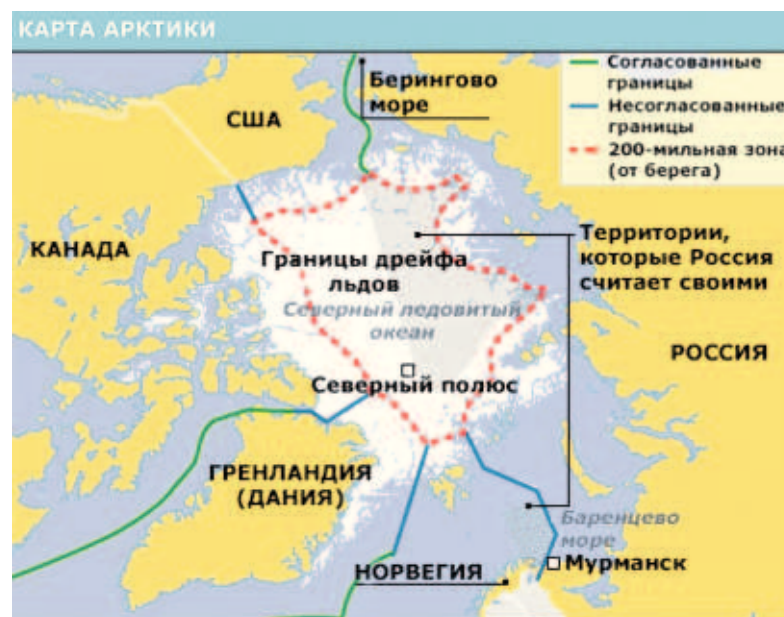 КАРТА АРКТИКИ
Согласованные
границы
Несогласованные
границы
200-мильная зона
(от берега)
Берингово
море
США
КАНАДА
Границы дрейфа
льдов
Северный ледовитый
океан
Территории,
которые Россия
считает своими
РОССИЯ
Северный полюс
ГРЕНЛАНДИЯ
(ДАНИЯ)
Баренцево
море
Мурманск
НОРВЕГИЯ